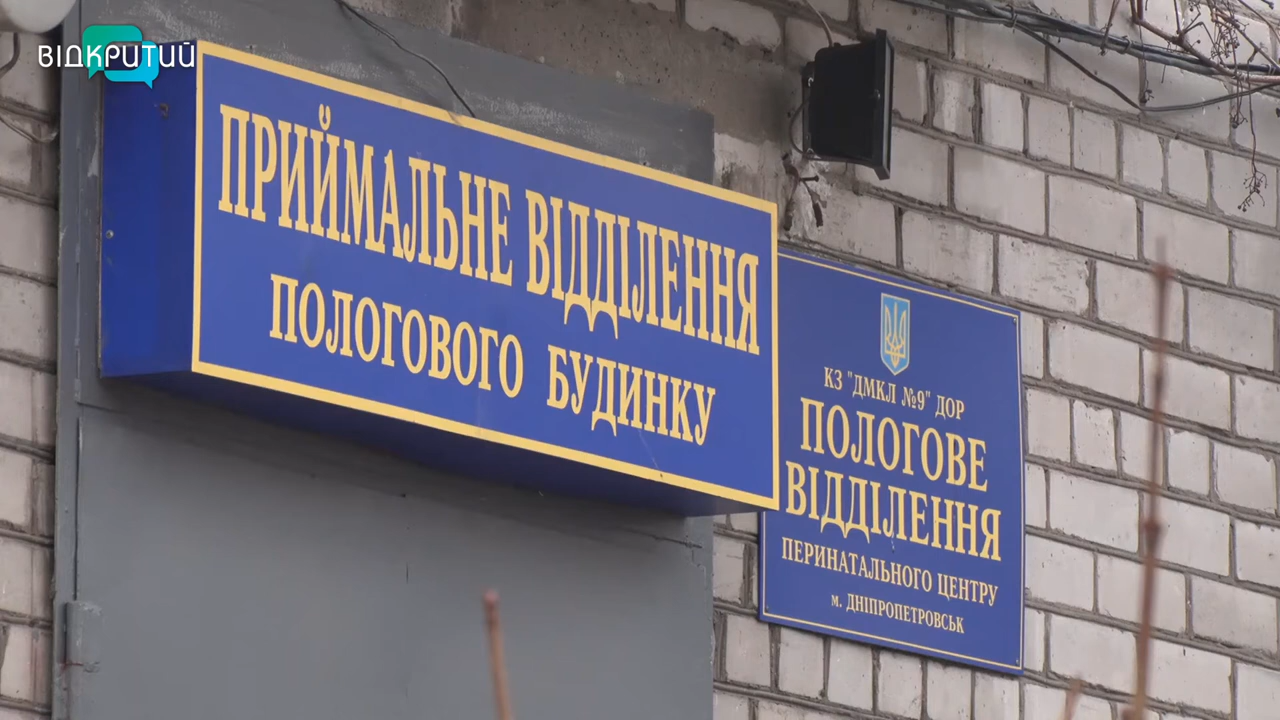 ВІДКРИТИЙ
ПРИЙМАЛЬНЕ ВІДДІЛЕННЯ
ПОЛОГОВОГО БУДИНКУ
КЗ "ДМКЛ №9" ДОР
ПОЛОГОВЕ
ВІДДІЛЕННЯ
ПЕРИНАТАЛЬНОГО ЦЕНТРУ
м. ДНІПРОПЕТРОВСЬК